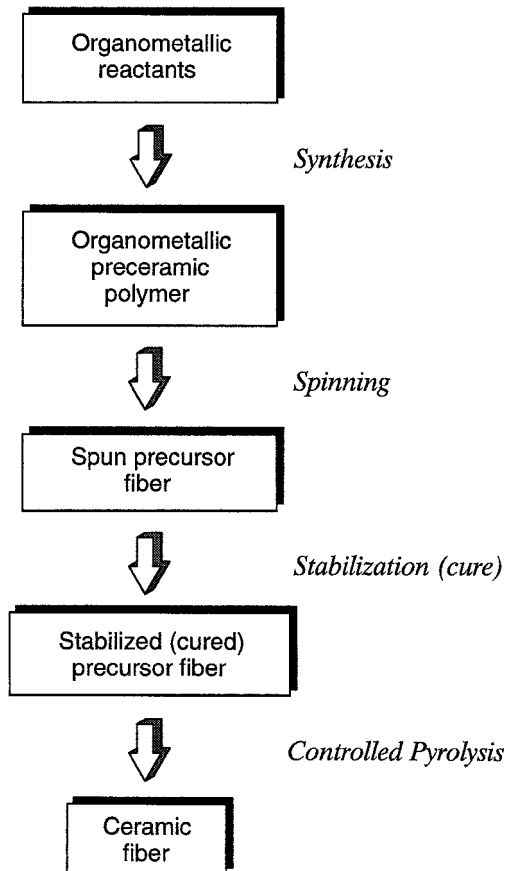 Organometallic
reactants
Synthesis
Organometallic
preceramic
polymer
Spinning
Spun precursor
fiber
Stabilization (cure)
Stabilized (cured)
precursor fiber
Controlled Pyrolysis
Ceramic
fiber